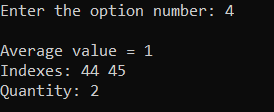 Enter the option number: 4
Average value = 1
Indexes: 44 45
Quantity: 2